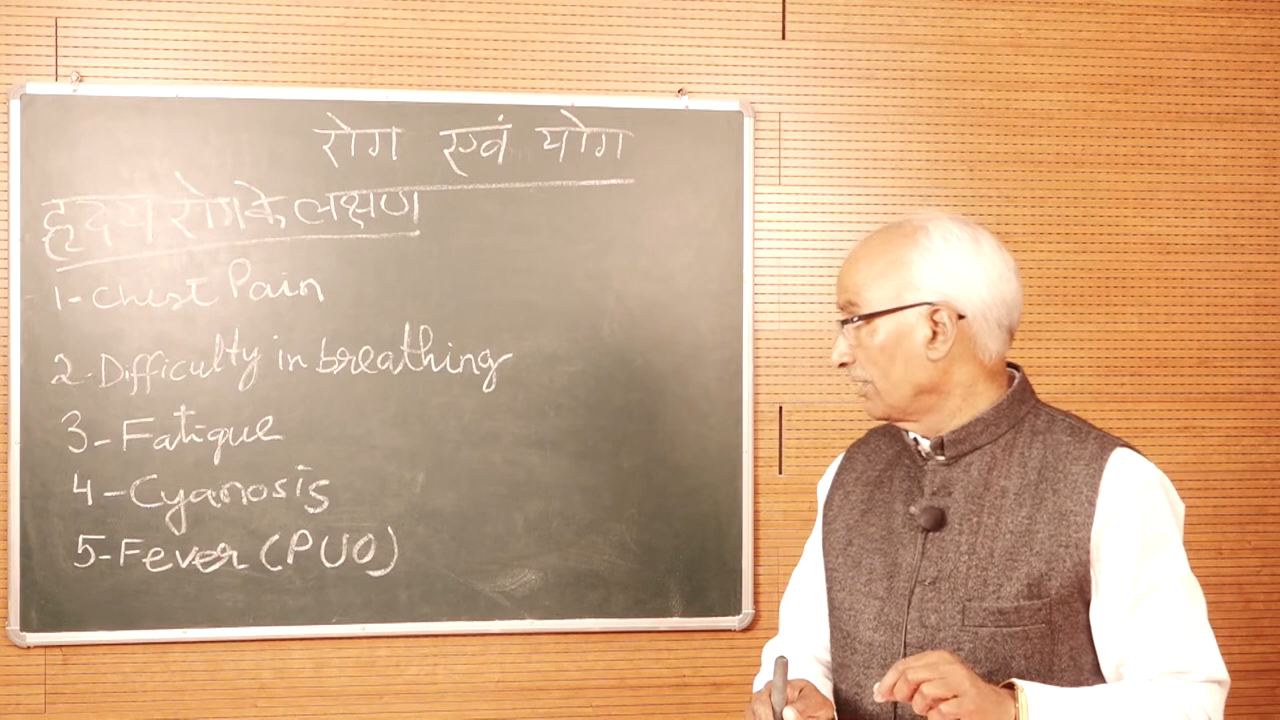 रोग एवं योग
हृदय रोग के लक्षण
1- Chest Pain
2- Difficulty in breathing
3- Fatigue
4 - Cyanosis
5- Fever (PUO)